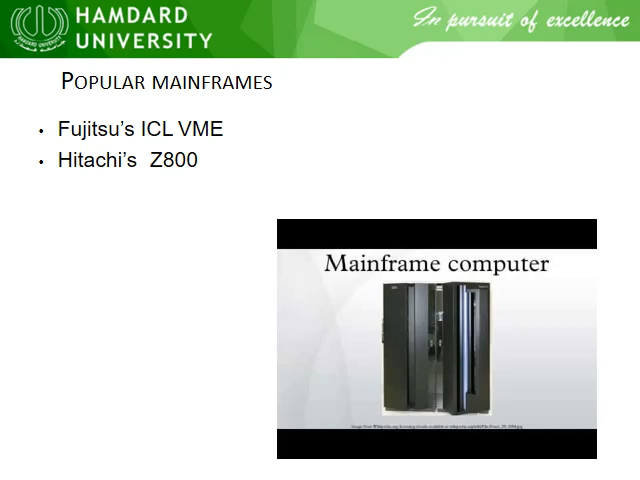 HAMDARD
UNIVERSITY
In pursuit of excellence
POPULAR MAINFRAMES
• Fujitsu's ICL VME
• Hitachi's Z800
Mainframe computer